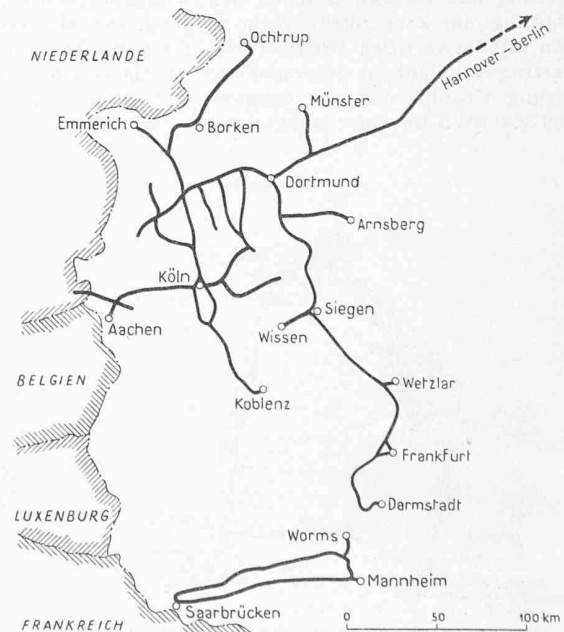 Ochtrup
NIEDERLANDE
Hannover-Berlin
Münster
Emmerich
Borken
Dortmund
Arnsberg
Köln
Siegen
Aachen
Wissen
BELGIEN
Wetzlar
Koblenz
Frankfurt
Darmstadt
LUXENBURG
Worms
Mannheim
Saarbrücken
FRANKREICH
0 50 100 km